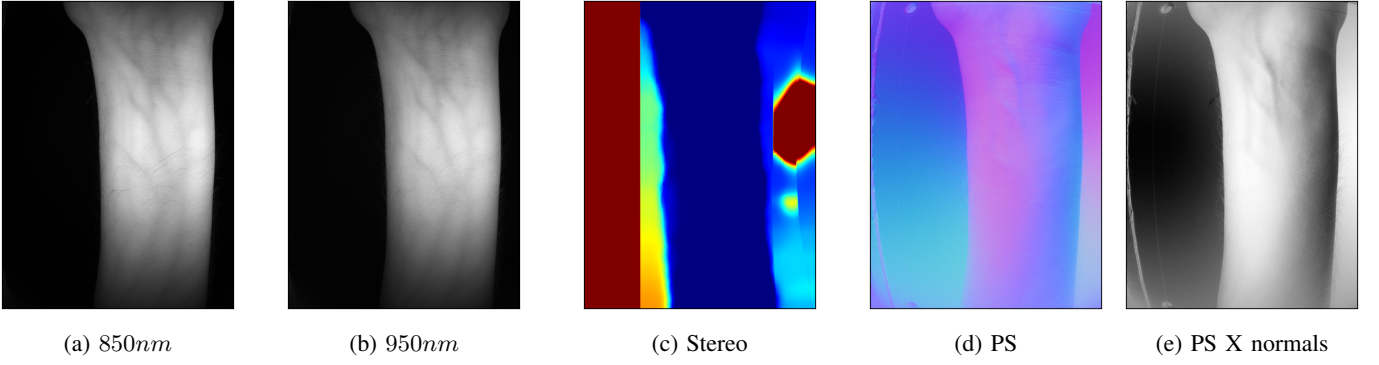 (a) 850nm
(b) 950nm
(c) Stereo
(d) PS
(e) PS X normals